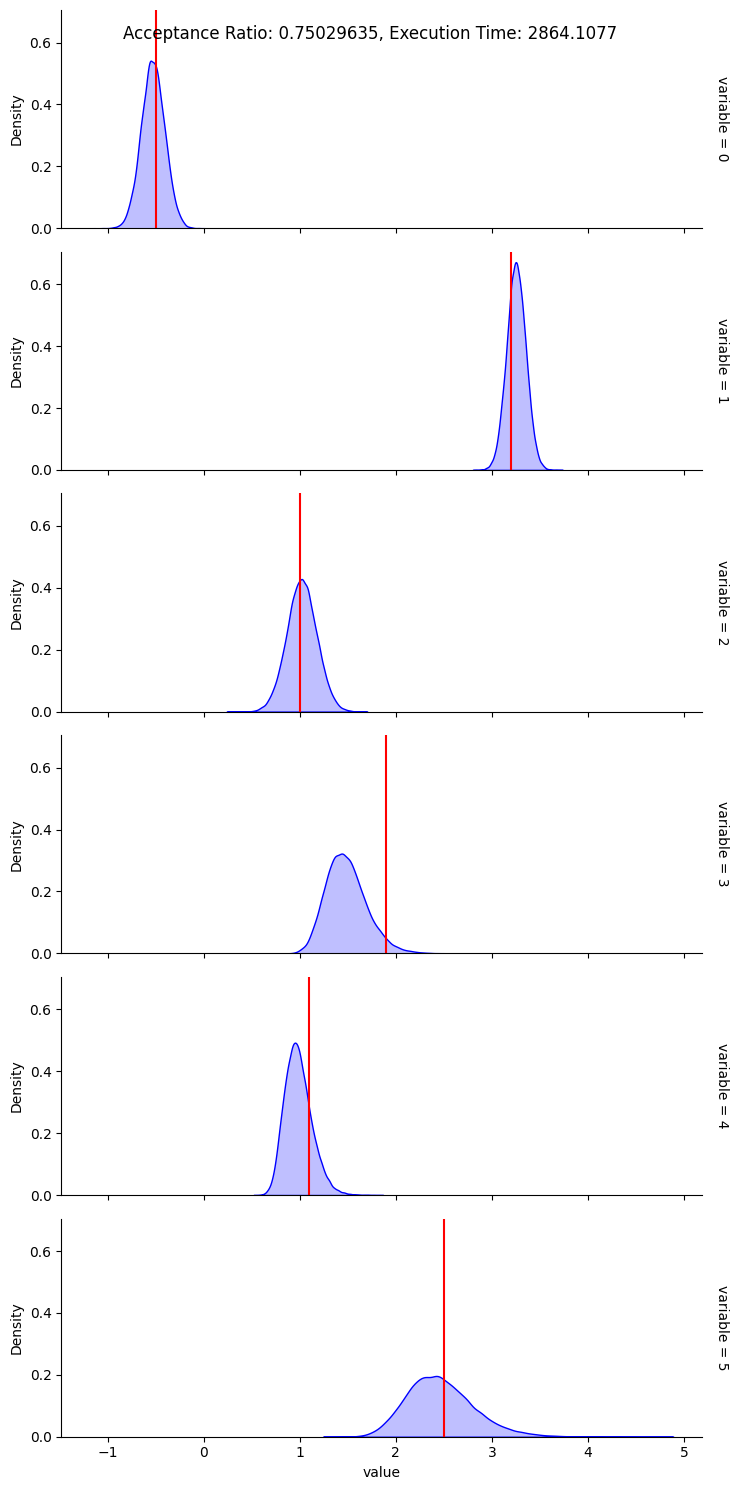 Acceptance Ratio: 0.75029635, Execution Time: 2864.1077
0.6
0.4
0.2
0.0
Density
variable = 0
0.6
0.4
0.2
0.0
Density
variable = 1
0.6
0.4
0.2
0.0
Density
variable = 2
0.6
0.4
0.2
0.0
Density
variable = 3
0.6
0.4
0.2
0.0
Density
variable = 4
0.6
0.4
0.2
0.0
Density
variable = 5
−1 0 1 2 3 4 5
value